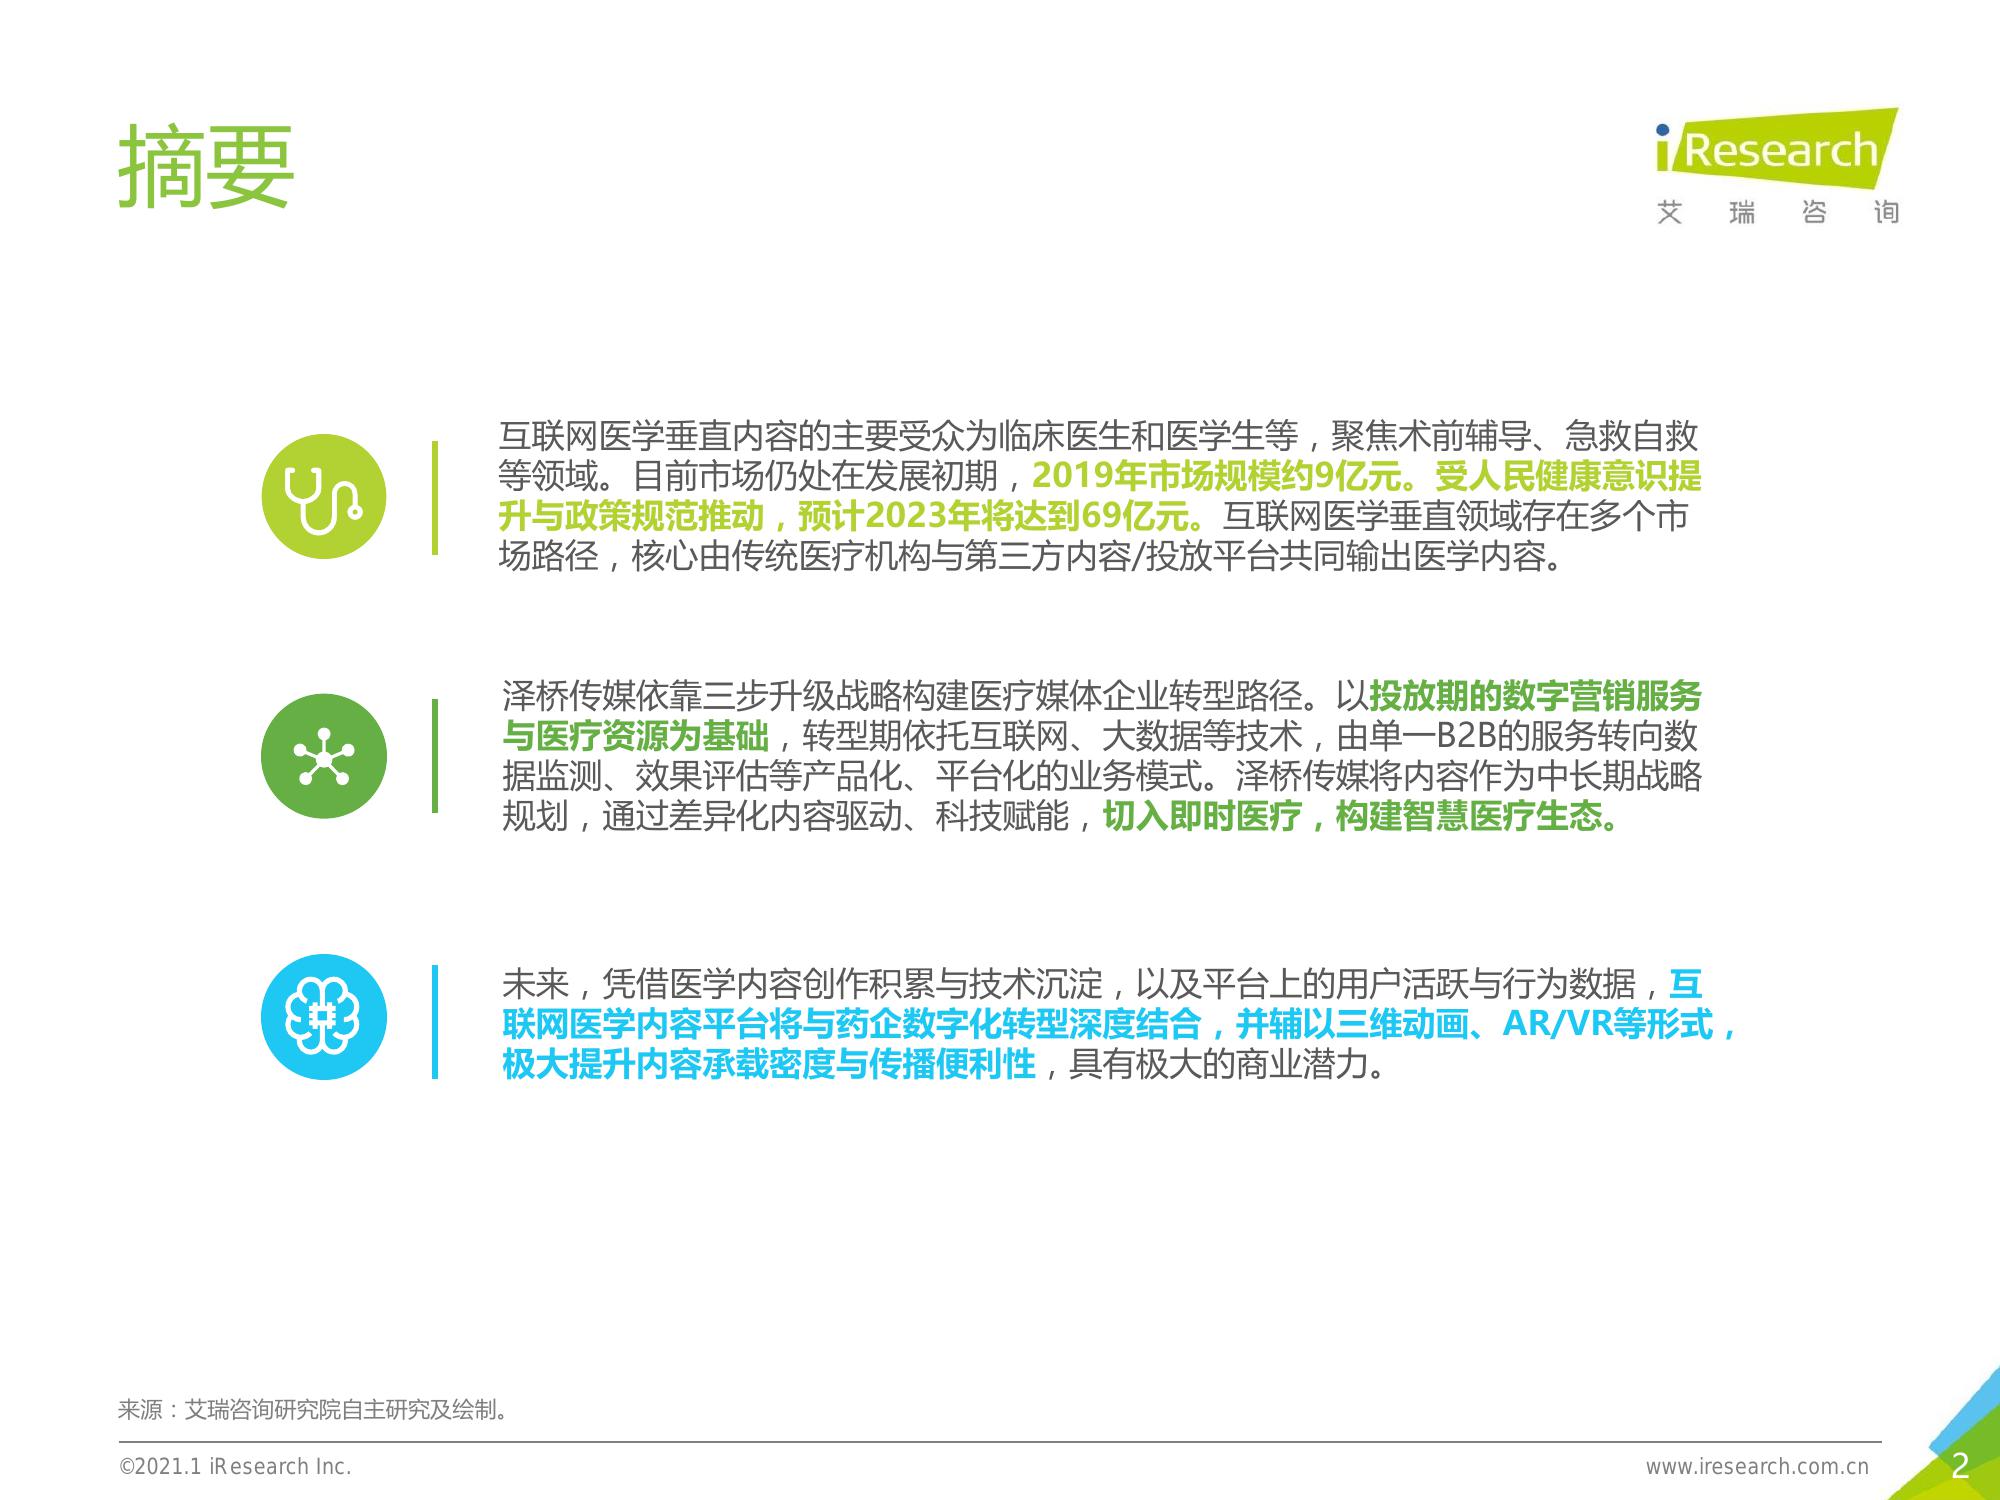 摘要
iResearch
艾瑞咨询
互联网医学垂直内容的主要受众为临床医生和医学生等，聚焦术前辅导、急救自救
等领域。目前市场仍处在发展初期，2019年市场规模约9亿元。受人民健康意识提
升与政策规范推动，预计2023年将达到69亿元。互联网医学垂直领域存在多个市
场路径，核心由传统医疗机构与第三方内容/投放平台共同输出医学内容。
泽桥传媒依靠三步升级战略构建医疗媒体企业转型路径。以投放期的数字营销服务
与医疗资源为基础，转型期依托互联网、大数据等技术，由单一B2B的服务转向数
据监测、效果评估等产品化、平台化的业务模式。泽桥传媒将内容作为中长期战略
规划，通过差异化内容驱动、科技赋能，切入即时医疗，构建智慧医疗生态。
未来，凭借医学内容创作积累与技术沉淀，以及平台上的用户活跃与行为数据，互
联网医学内容平台将与药企数字化转型深度结合，并辅以三维动画、AR/VR等形式，
极大提升内容承载密度与传播便利性，具有极大的商业潜力。
来源：艾瑞咨询研究院自主研究及绘制。
©2021.1 iResearch Inc.
www.iresearch.com.cn
2